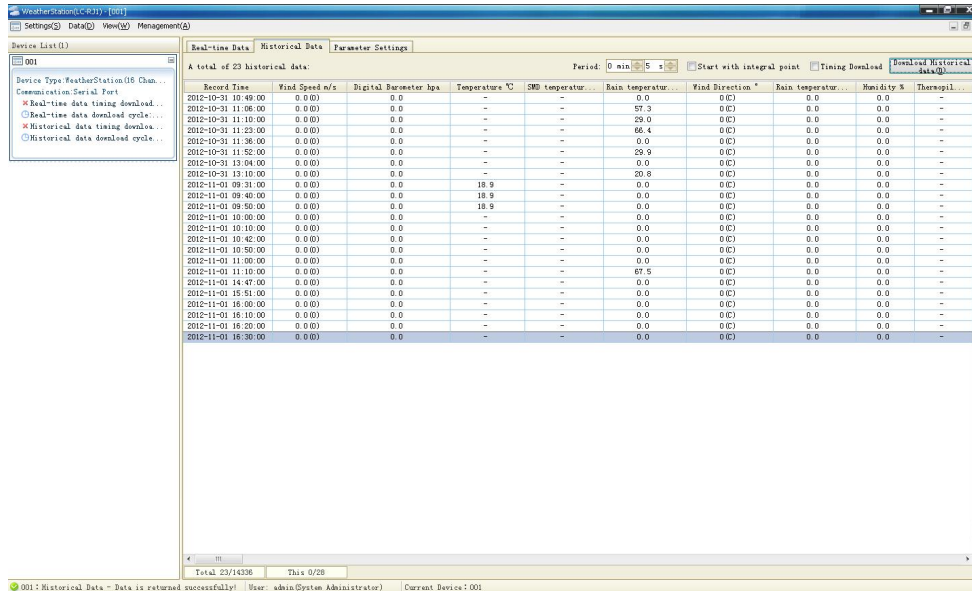 WeatherStation(LC-RJ1) - [001]
Settings(S) Data(D) View(W) Menagement(A)
Device List(1)
001
Device Type:WeatherStation(16 Chan...
Communication:Serial Port
Real-time data timing download...
Real-time data download cycle:...
Historical data timing downloa...
Historical data download cycle...
Real-time Data Historical Data Parameter Settings
A total of 23 historical data: Period: 0 min 5 s Start with integral point Timing Download Download Historical data(D)
Record Time Wind Speed m/s Digital Barometer hpa Temperature ℃ SMD temperatur... Rain temperatur... Wind Direction ° Rain temperatur... Humidity % Thermopil...
2012-10-31 10:49:00 0.0(0) 0.0 - - 0.0 0(C) 0.0 0.0 -
2012-10-31 11:06:00 0.0(0) 0.0 - - 57.3 0(C) 0.0 0.0 -
2012-10-31 11:10:00 0.0(0) 0.0 - - 29.0 0(C) 0.0 0.0 -
2012-10-31 11:23:00 0.0(0) 0.0 - - 66.4 0(C) 0.0 0.0 -
2012-10-31 11:36:00 0.0(0) 0.0 - - 0.0 0(C) 0.0 0.0 -
2012-10-31 11:52:00 0.0(0) 0.0 - - 29.9 0(C) 0.0 0.0 -
2012-10-31 13:04:00 0.0(0) 0.0 - - 0.0 0(C) 0.0 0.0 -
2012-10-31 13:10:00 0.0(0) 0.0 - - 20.8 0(C) 0.0 0.0 -
2012-11-01 09:31:00 0.0(0) 0.0 18.9 - 0.0 0(C) 0.0 0.0 -
2012-11-01 09:40:00 0.0(0) 0.0 18.9 - 0.0 0(C) 0.0 0.0 -
2012-11-01 09:50:00 0.0(0) 0.0 18.9 - 0.0 0(C) 0.0 0.0 -
2012-11-01 10:00:00 0.0(0) 0.0 - - 0.0 0(C) 0.0 0.0 -
2012-11-01 10:10:00 0.0(0) 0.0 - - 0.0 0(C) 0.0 0.0 -
2012-11-01 10:42:00 0.0(0) 0.0 - - 0.0 0(C) 0.0 0.0 -
2012-11-01 10:50:00 0.0(0) 0.0 - - 0.0 0(C) 0.0 0.0 -
2012-11-01 11:00:00 0.0(0) 0.0 - - 0.0 0(C) 0.0 0.0 -
2012-11-01 11:10:00 0.0(0) 0.0 - - 67.5 0(C) 0.0 0.0 -
2012-11-01 14:47:00 0.0(0) 0.0 - - 0.0 0(C) 0.0 0.0 -
2012-11-01 15:51:00 0.0(0) 0.0 - - 0.0 0(C) 0.0 0.0 -
2012-11-01 16:00:00 0.0(0) 0.0 - - 0.0 0(C) 0.0 0.0 -
2012-11-01 16:10:00 0.0(0) 0.0 - - 0.0 0(C) 0.0 0.0 -
2012-11-01 16:20:00 0.0(0) 0.0 - - 0.0 0(C) 0.0 0.0 -
2012-11-01 16:30:00 0.0(0) 0.0 - - 0.0 0(C) 0.0 0.0 -
Total 23/14336 This 0/28
001: Historical Data - Data is returned successfully! User: admin(System Administrator) Current Device: 001